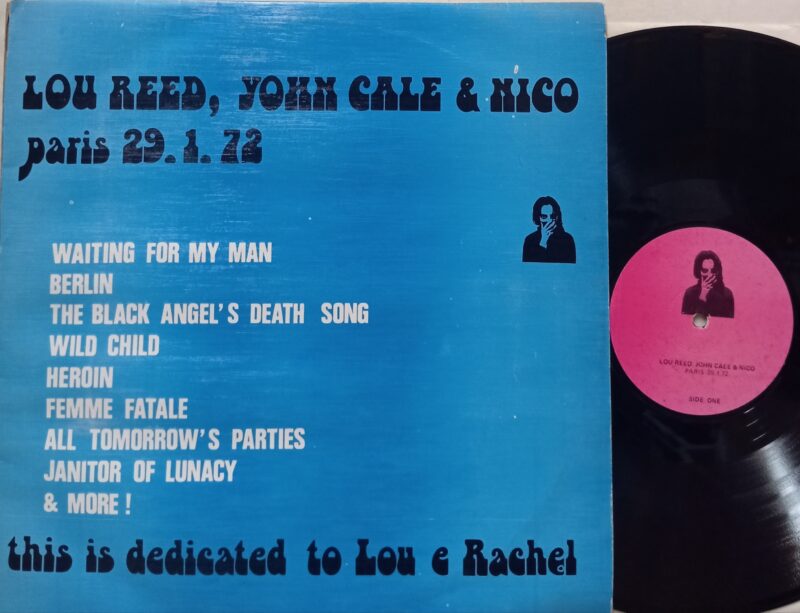 LOU REED, JOHN CALE & NICO
paris 29.1.72
WAITING FOR MY MAN
BERLIN
THE BLACK ANGEL'S DEATH SONG
WILD CHILD
HEROIN
FEMME FATALE
ALL TOMORROW'S PARTIES
JANITOR OF LUNACY
& MORE!
this is dedicated to Lou e Rachel
LOU REED JOHN CALE & NICO
PARIS 29.1.72
SIDE ONE